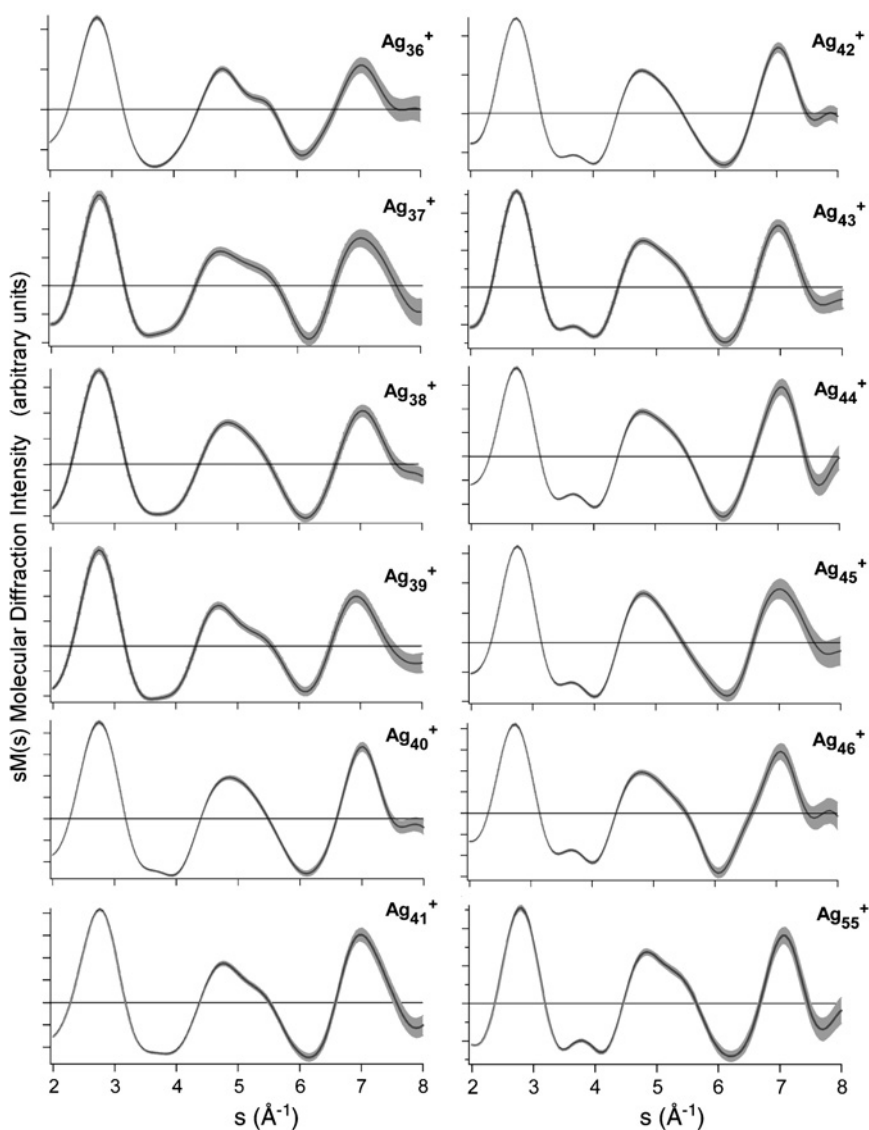 Ag36+
Ag42+
Ag37+
Ag43+
Ag38+
Ag44+
Ag39+
Ag45+
Ag40+
Ag46+
Ag41+
Ag55+
sM(s) Molecular Diffraction Intensity (arbitrary units)
2 3 4 5 6 7 8
2 3 4 5 6 7 8
s (Å-1)
s (Å-1)